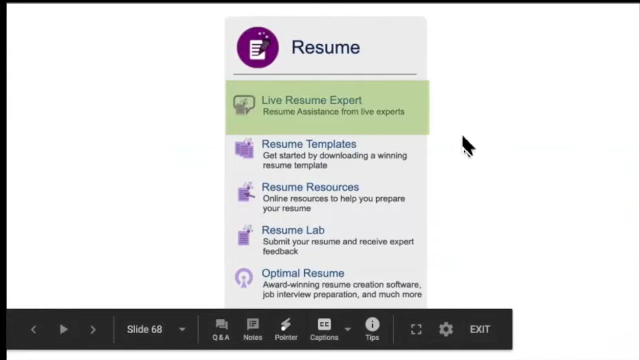 Resume
Live Resume Expert
Resume Assistance from live experts
Resume Templates
Get started by downloading a winning
resume template
Resume Resources
Online resources to help you prepare
your resume
Resume Lab
Submit your resume and receive expert
feedback
Optimal Resume
Award-winning resume creation software,
job interview preparation, and much more
Slide 68
Q & A
Notes
Pointer
CC
Captions
Tips
EXIT